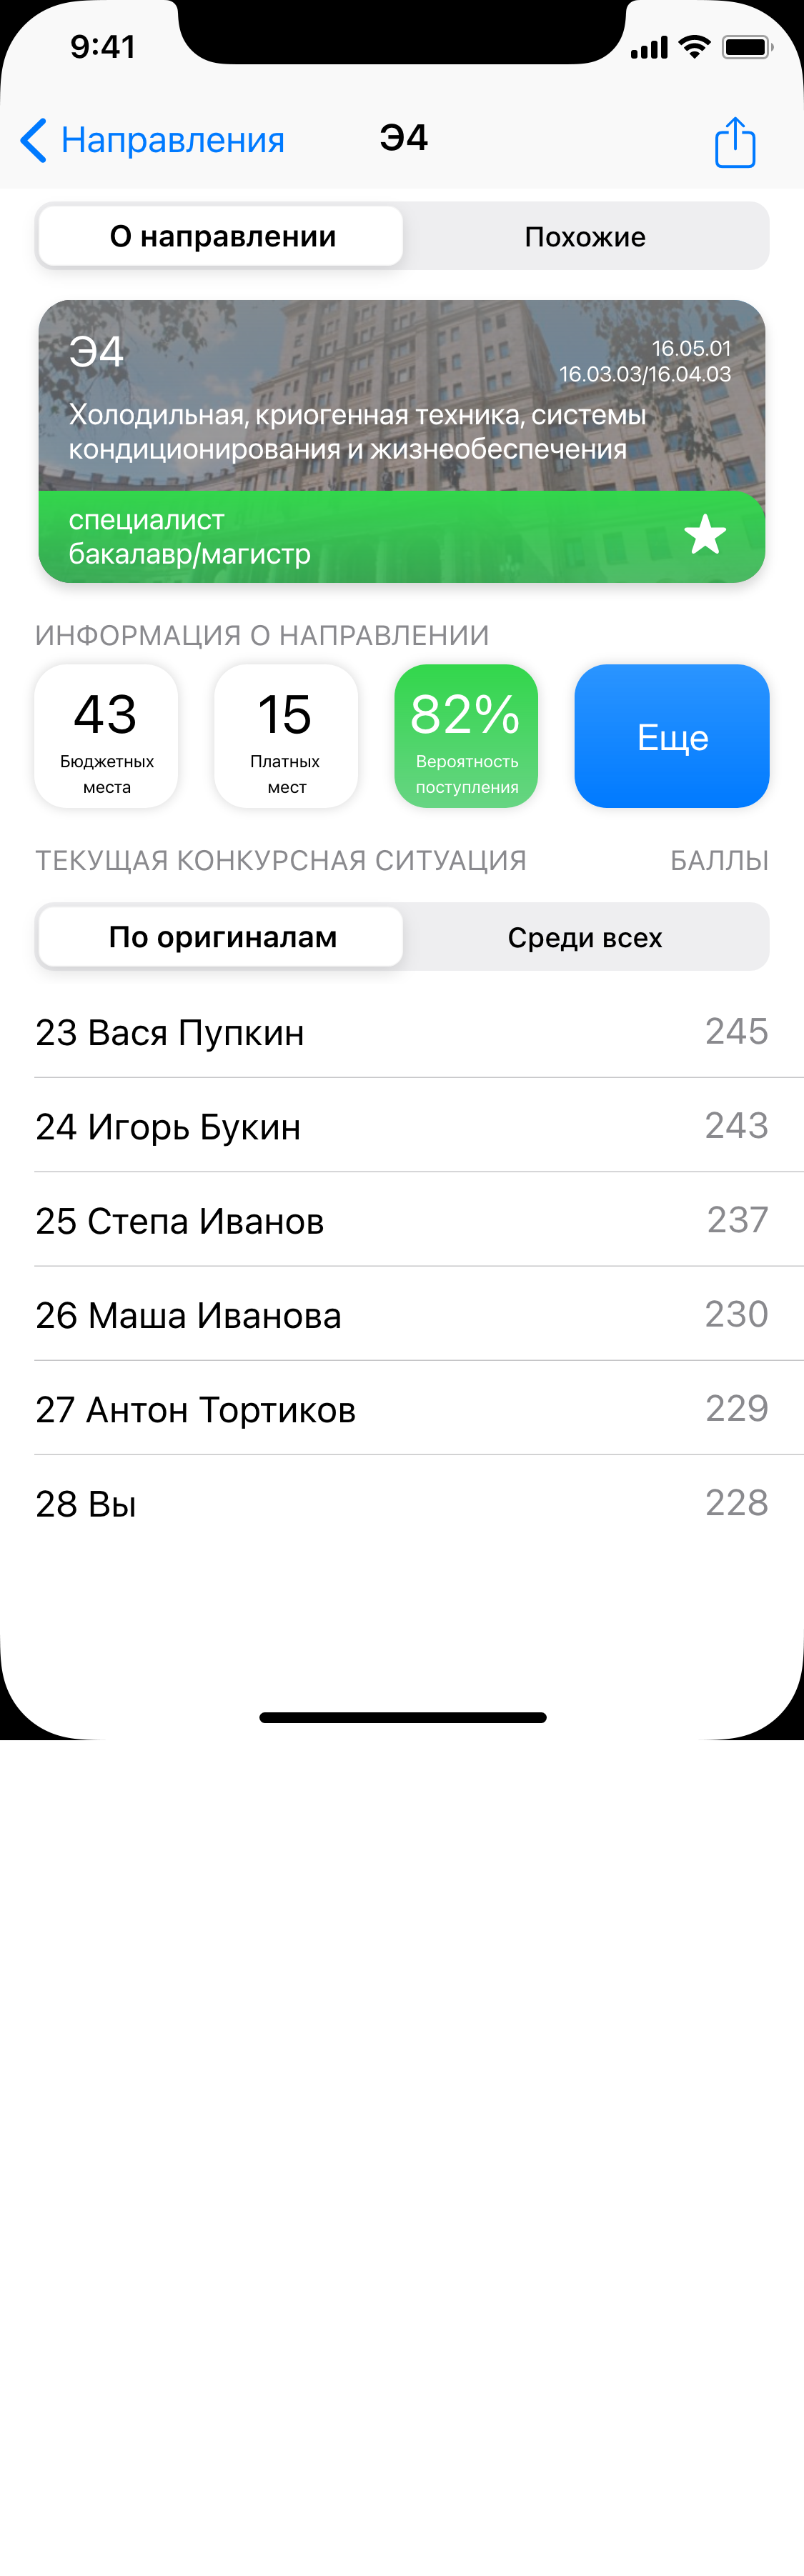 9:41
Направления
Э4
О направлении
Похожие
Э4
16.05.01
16.03.03/16.04.03
Холодильная, криогенная техника, системы
кондиционирования и жизнеобеспечения
специалист
бакалавр/магистр
ИНФОРМАЦИЯ О НАПРАВЛЕНИИ
43
Бюджетных
места
15
Платных
мест
82%
Вероятность
поступления
Еще
ТЕКУЩАЯ КОНКУРСНАЯ СИТУАЦИЯ
БАЛЛЫ
По оригиналам
Среди всех
23 Вася Пупкин 245
24 Игорь Букин 243
25 Степа Иванов 237
26 Маша Иванова 230
27 Антон Тортиков 229
28 Вы 228